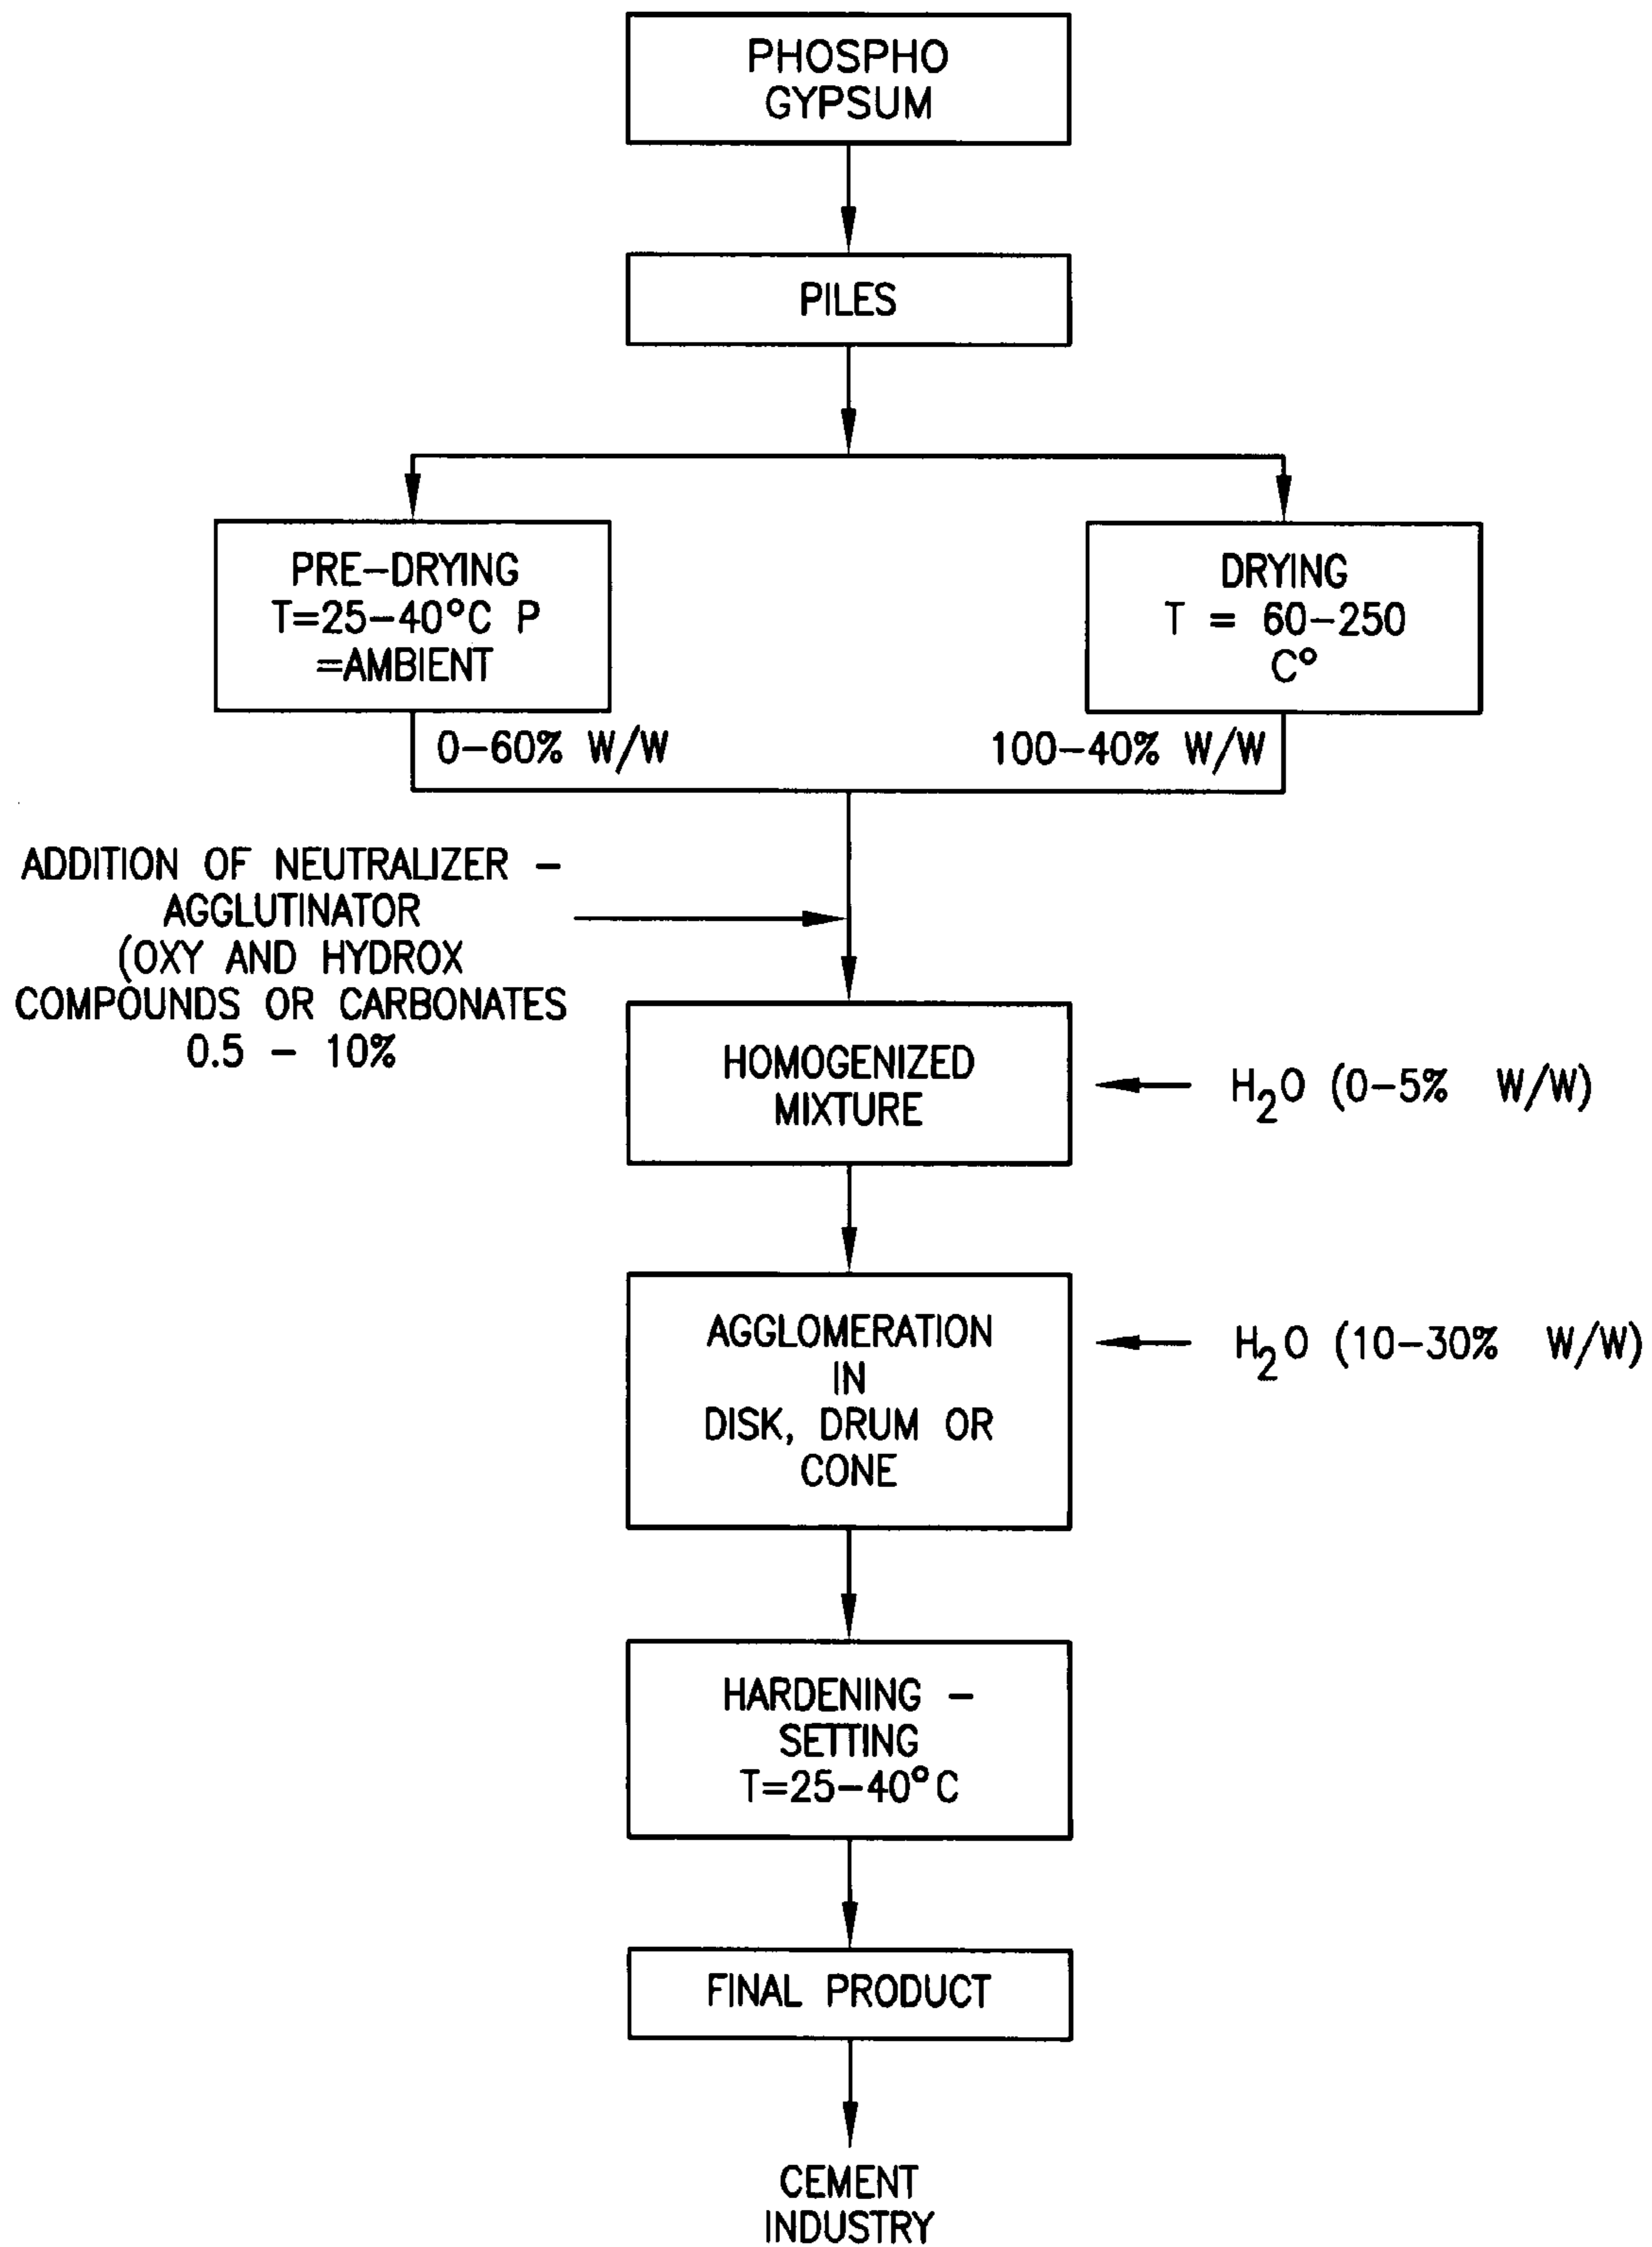 PHOSPHO
GYPSUM
PILES
PRE-DRYING
T=25-40°C P
=AMBIENT
DRYING
T = 60-250
C°
0-60% W/W
100-40% W/W
ADDITION OF NEUTRALIZER -
AGGLUTINATOR
(OXY AND HYDROX
COMPOUNDS OR CARBONATES
0.5 - 10%
HOMOGENIZED
MIXTURE
H₂O (0-5% W/W)
AGGLOMERATION
IN
DISK, DRUM OR
CONE
H₂O (10-30% W/W)
HARDENING -
SETTING
T=25-40°C
FINAL PRODUCT
CEMENT
INDUSTRY